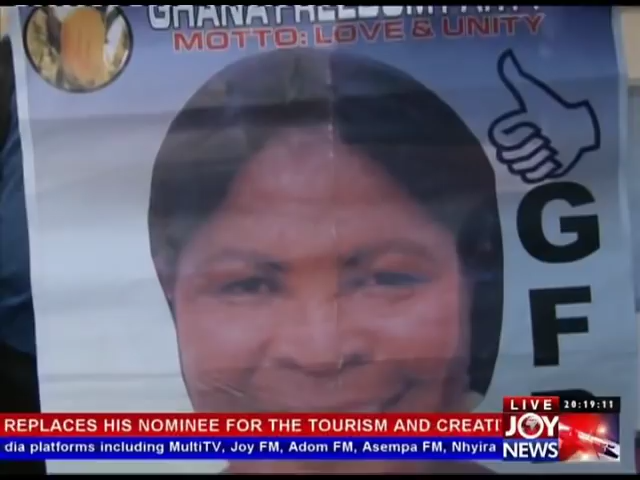 GHANA FREEDOM PARTY
MOTTO: LOVE & UNITY
G
F
LIVE 20:19:11
REPLACES HIS NOMINEE FOR THE TOURISM AND CREATI
JOY
NEWS
dia platforms including MultiTV, Joy FM, Adom FM, Asempa FM, Nhyira